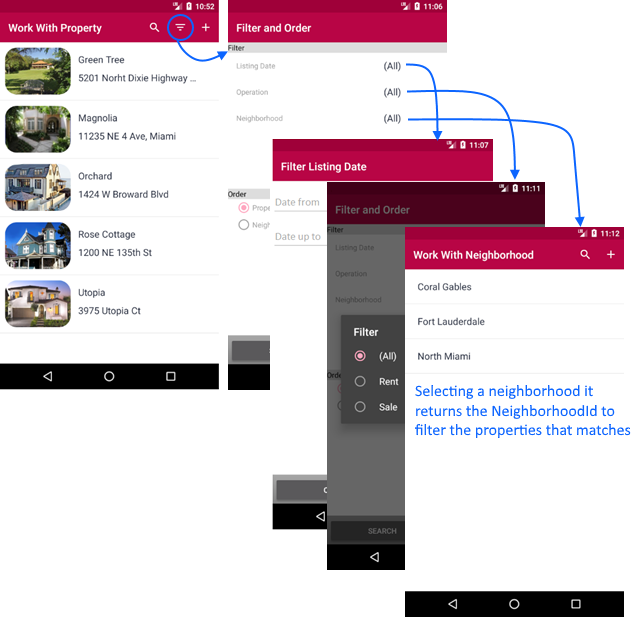 10:52
Work With Property
Green Tree
5201 Norht Dixie Highway ...
Magnolia
11235 NE 4 Ave, Miami
Orchard
1424 W Broward Blvd
Rose Cottage
1200 NE 135th St
Utopia
3975 Utopia Ct
11:06
Filter and Order
Filter
Listing Date (All)
Operation (All)
Neighborhood (All)
Order
11:07
Filter Listing Date
Date from
Date up to
11:11
Filter and Order
Filter
Listing Date
Operation
Neighborhood
Filter
(All)
Rent
Sale
SEARCH
11:12
Work With Neighborhood
Coral Gables
Fort Lauderdale
North Miami
Selecting a neighborhood it
returns the NeighborhoodId to
filter the properties that matches